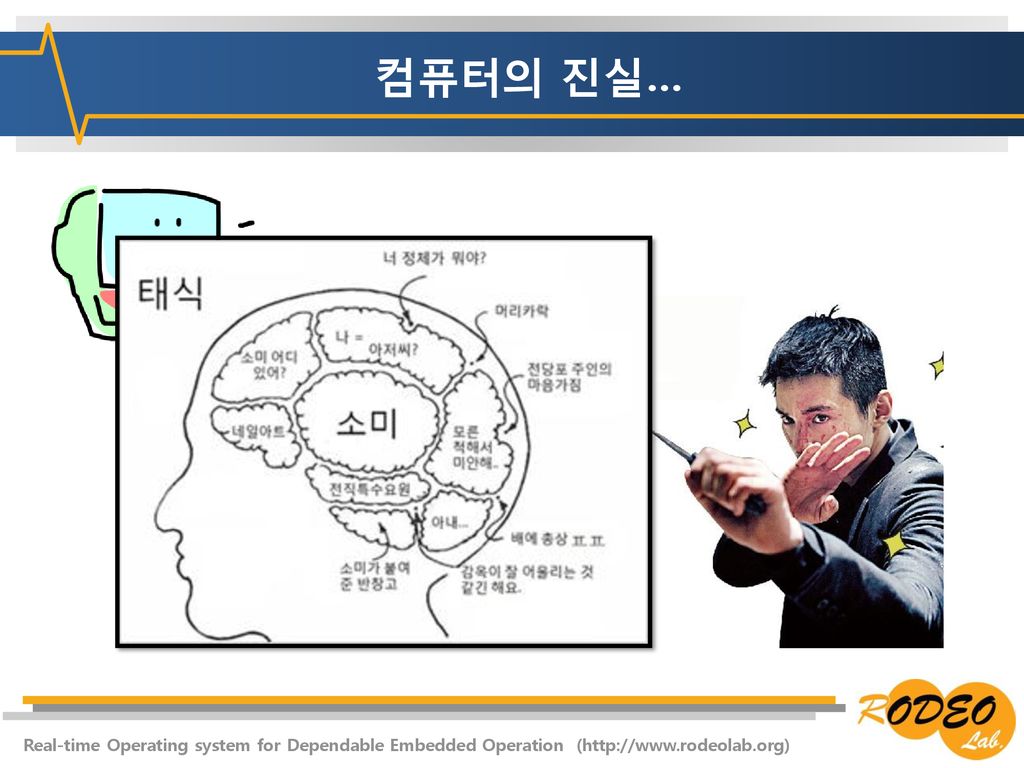 컴퓨터의 진실...
너 정체가 뭐야?
태식
머리카락
나 =
아저씨?
소미 어디
있어?
전당포 주인의
마음가짐
소미
네일아트
모른
척해서
미안해..
전직특수요원
아내...
배에 총상 ㅠㅠ
소미가 붙여
준 반창고
감옥이 잘 어울리는 것
같긴 해요.
RODEO
Lab.
Real-time Operating system for Dependable Embedded Operation (http://www.rodeolab.org)